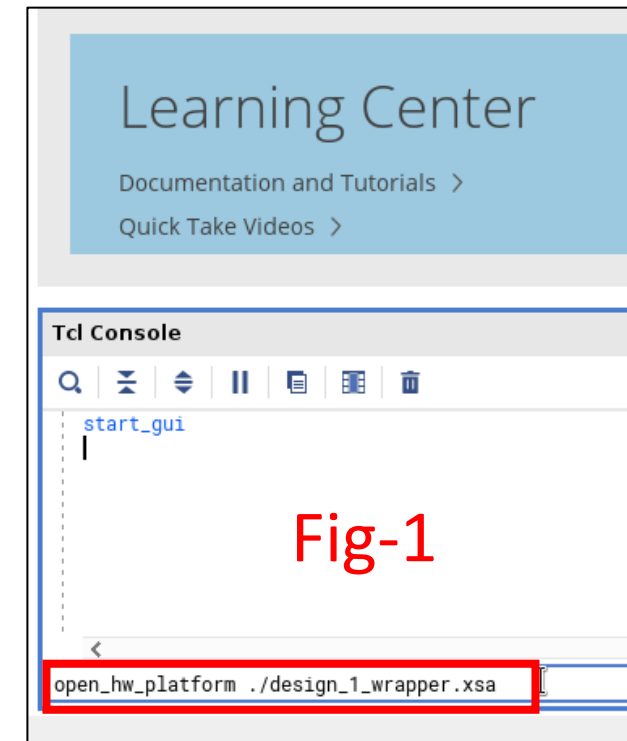 Learning Center
Documentation and Tutorials >
Quick Take Videos >
Tcl Console
start_gui
Fig-1
open_hw_platform ./design_1_wrapper.xsa